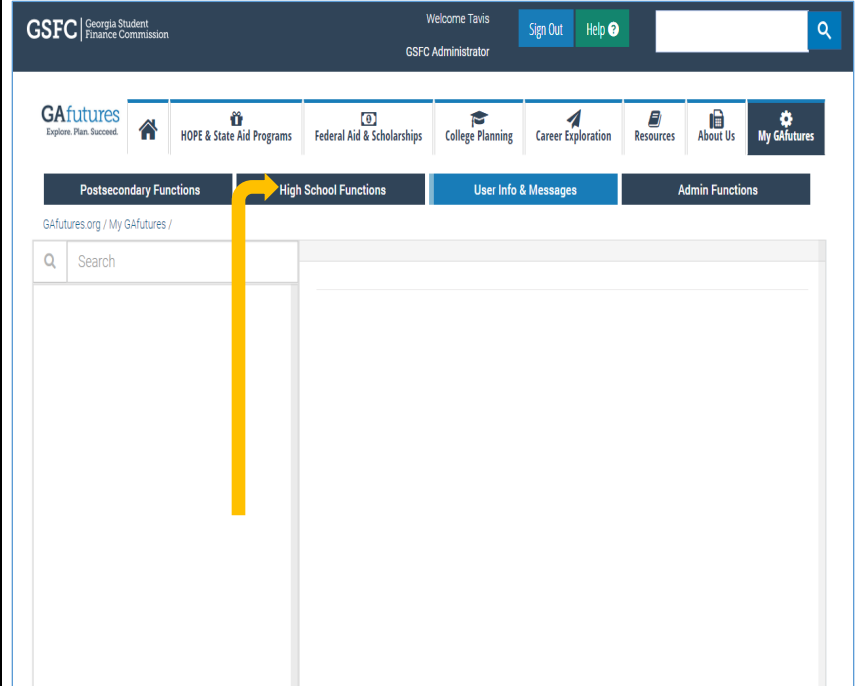 GSFC Georgia Student
Finance Commission
Welcome Tavis
GSFC Administrator
Sign Out
Help ?
GAfutures
Explore. Plan. Succeed.
HOPE & State Aid Programs
Federal Aid & Scholarships
College Planning
Career Exploration
Resources
About Us
My GAfutures
Postsecondary Functions
High School Functions
User Info & Messages
Admin Functions
GAfutures.org / My GAfutures /
Search